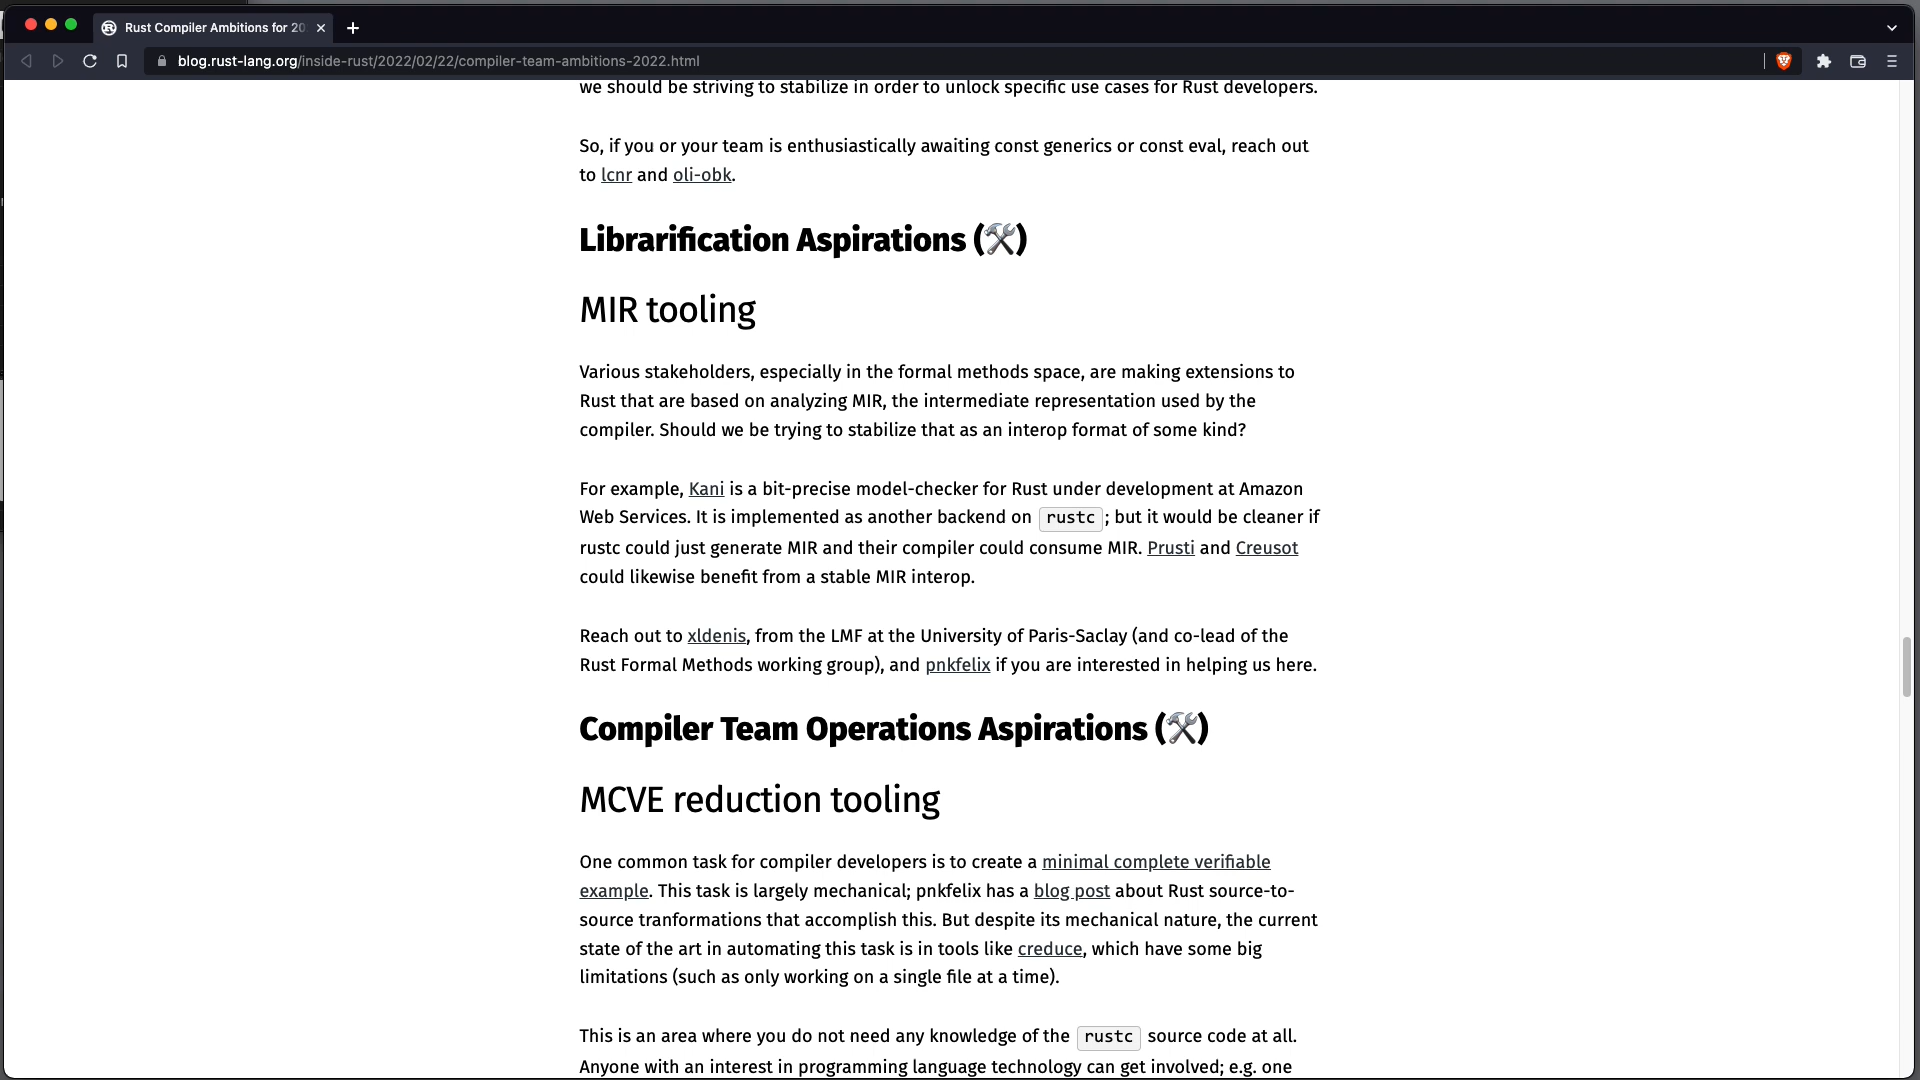 Rust Compiler Ambitions for 20
blog.rust-lang.org/inside-rust/2022/02/22/compiler-team-ambitions-2022.html
we should be striving to stabilize in order to unlock specific use cases for Rust developers.
So, if you or your team is enthusiastically awaiting const generics or const eval, reach out
to lcnr and oli-obk.
Librarification Aspirations (🛠️)
MIR tooling
Various stakeholders, especially in the formal methods space, are making extensions to
Rust that are based on analyzing MIR, the intermediate representation used by the
compiler. Should we be trying to stabilize that as an interop format of some kind?
For example, Kani is a bit-precise model-checker for Rust under development at Amazon
Web Services. It is implemented as another backend on rustc; but it would be cleaner if
rustc could just generate MIR and their compiler could consume MIR. Prusti and Creusot
could likewise benefit from a stable MIR interop.
Reach out to xldenis, from the LMF at the University of Paris-Saclay (and co-lead of the
Rust Formal Methods working group), and pnkfelix if you are interested in helping us here.
Compiler Team Operations Aspirations (🛠️)
MCVE reduction tooling
One common task for compiler developers is to create a minimal complete verifiable
example. This task is largely mechanical; pnkfelix has a blog post about Rust source-to-
source tranformations that accomplish this. But despite its mechanical nature, the current
state of the art in automating this task is in tools like creduce, which have some big
limitations (such as only working on a single file at a time).
This is an area where you do not need any knowledge of the rustc source code at all.
Anyone with an interest in programming language technology can get involved; e.g. one